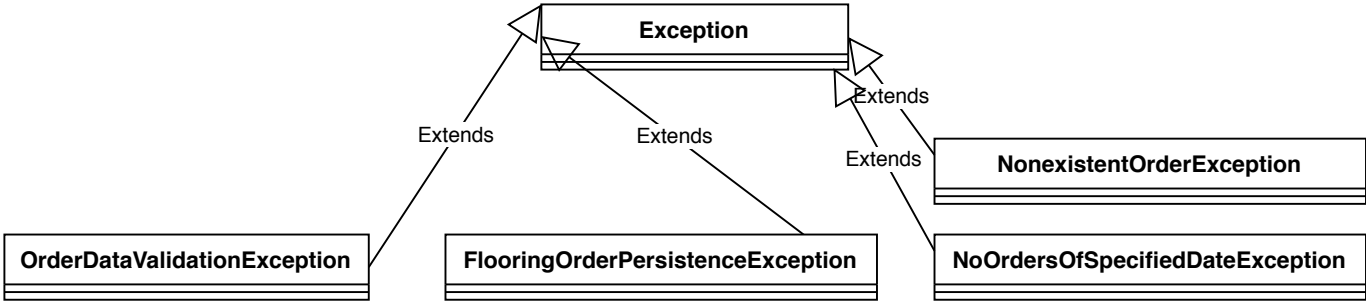 Exception
Extends
Extends
Extends
Extends
NonexistentOrderException
OrderDataValidationException
FlooringOrderPersistenceException
NoOrdersOfSpecifiedDateException